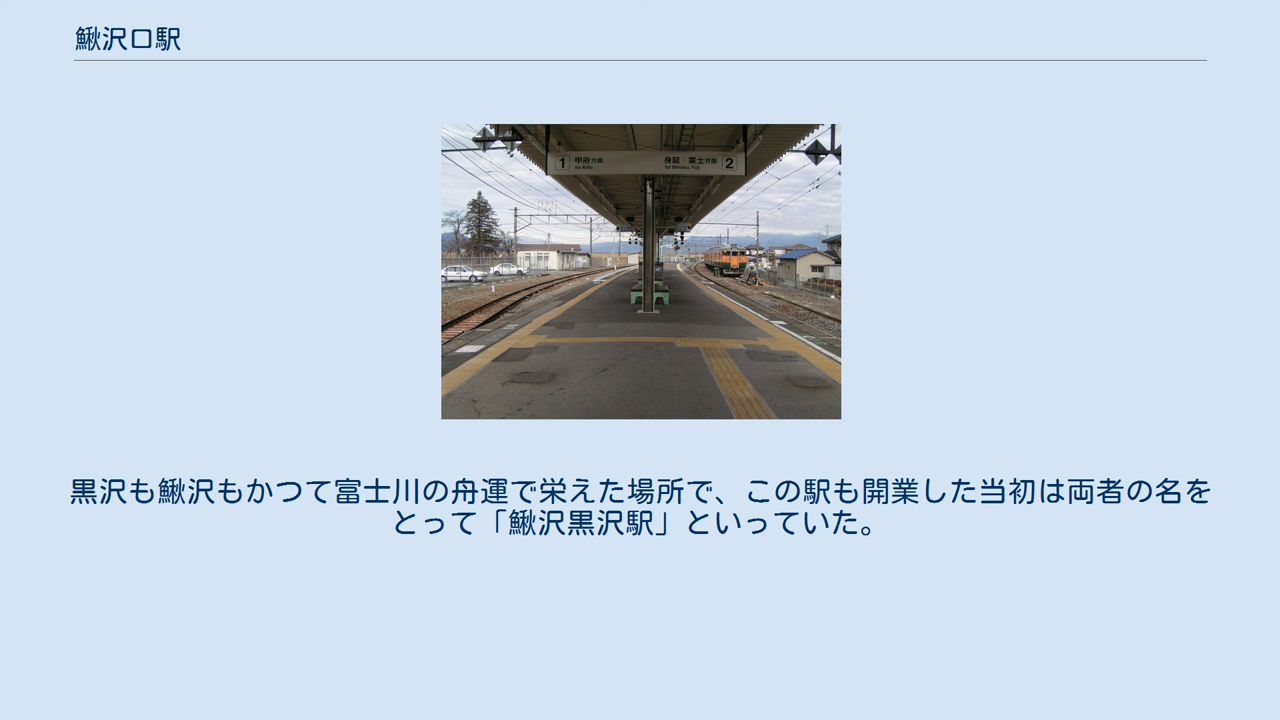 鰍沢口駅
1 甲府方面 身延・富士方面 2
for Kōfu for Minobu, Fuji
黒沢も鰍沢もかつて富士川の舟運で栄えた場所で、この駅も開業した当初は両者の名を
とって「鰍沢黒沢駅」といっていた。